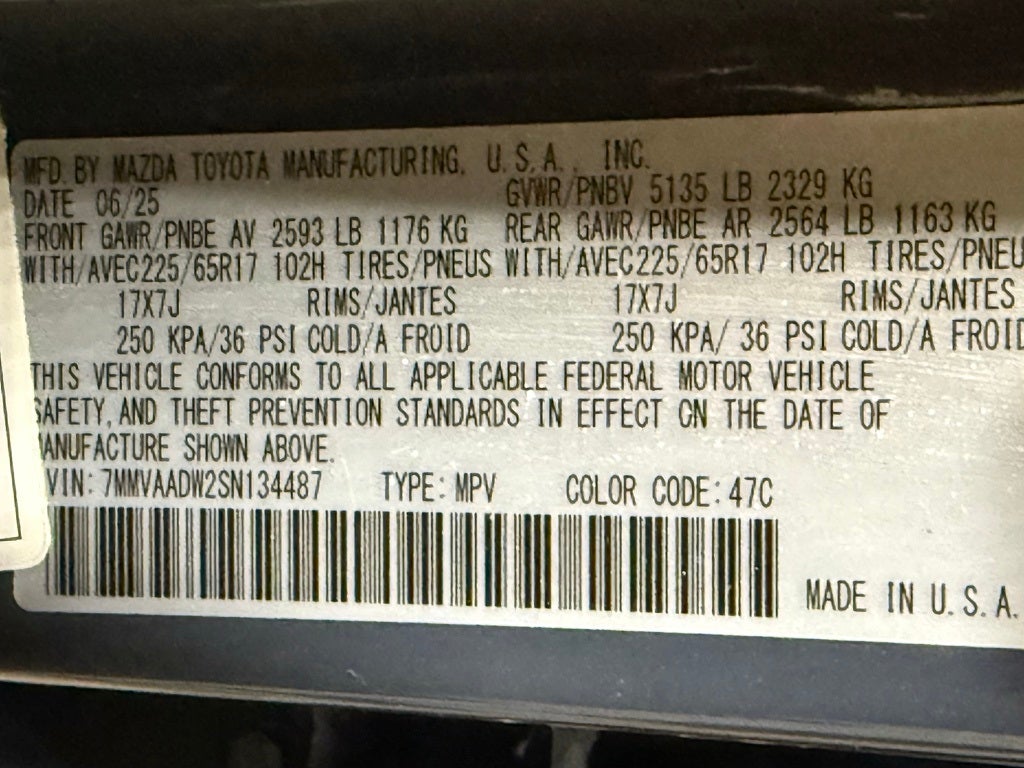 MFD. BY MAZDA TOYOTA MANUFACTURING, U.S.A., INC.
DATE 06/25 GVWR/PNBV 5135 LB 2329 KG
FRONT GAWR/PNBE AV 2593 LB 1176 KG REAR GAWR/PNBE AR 2564 LB 1163 KG
WITH/AVEC225/65R17 102H TIRES/PNEUS WITH/AVEC225/65R17 102H TIRES/PNEU
17X7J RIMS/JANTES 17X7J RIMS/JANTES
250 KPA/36 PSI COLD/A FROID 250 KPA/ 36 PSI COLD/A FROID
THIS VEHICLE CONFORMS TO ALL APPLICABLE FEDERAL MOTOR VEHICLE
SAFETY, AND THEFT PREVENTION STANDARDS IN EFFECT ON THE DATE OF
MANUFACTURE SHOWN ABOVE.
VIN: 7MMVAADW2SN134487 TYPE: MPV COLOR CODE: 47C
MADE IN U.S.A.